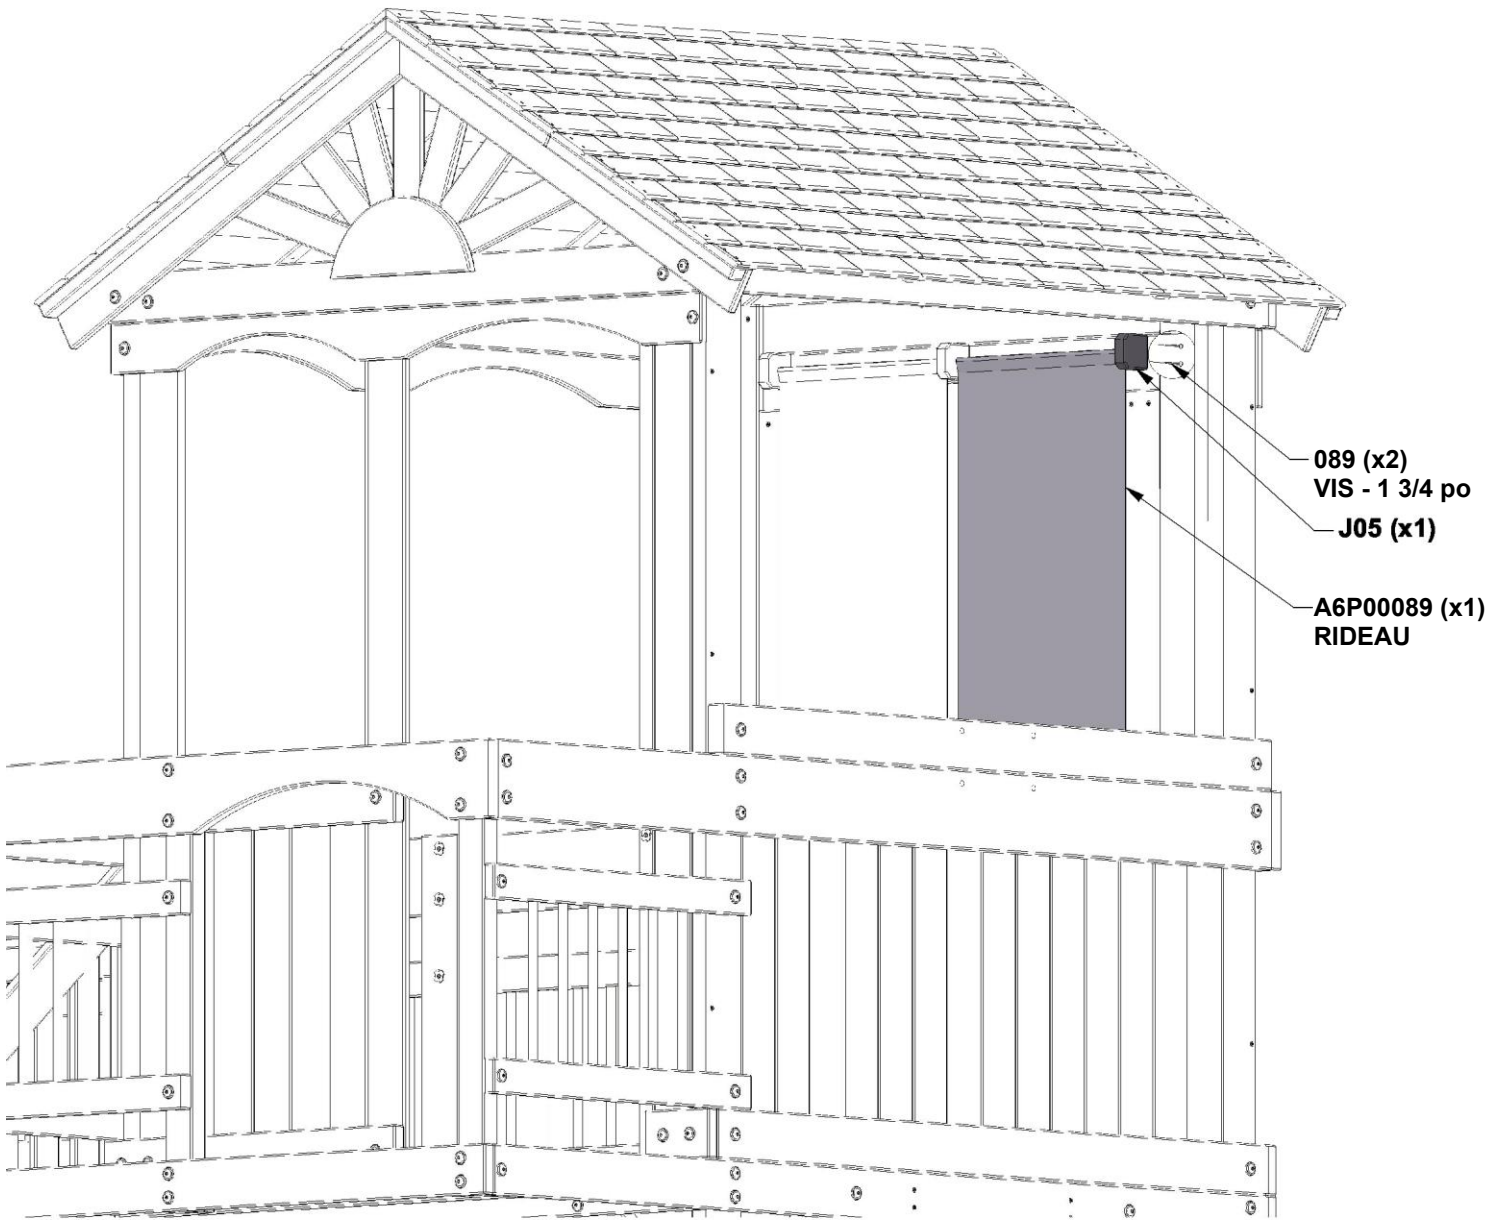 089 (x2)
VIS - 1 3/4 po
J05 (x1)
A6P00089 (x1)
RIDEAU